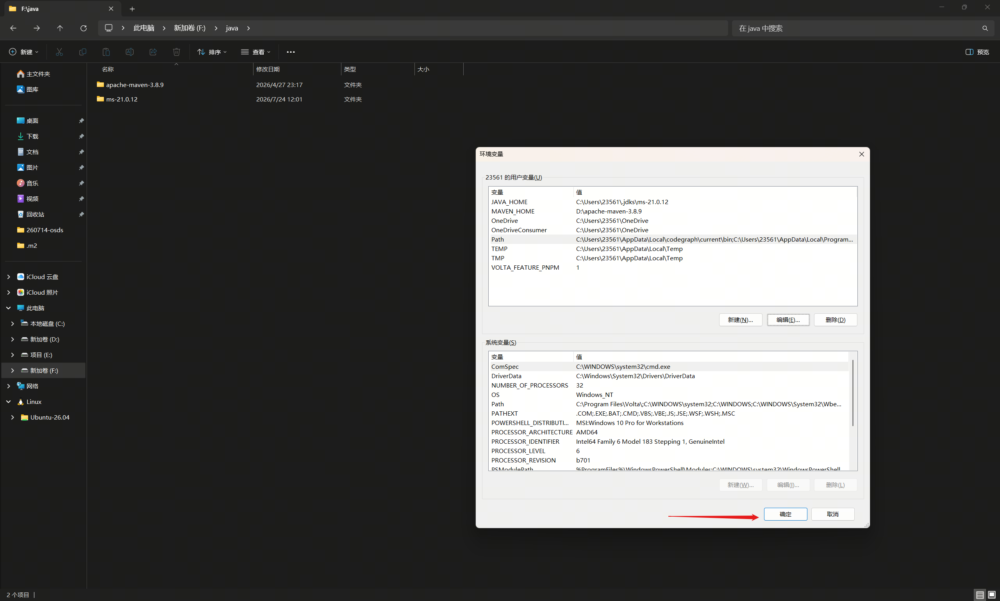 F:\java
此电脑 新加卷 (F:) java
在 java 中搜索
新建 排序 查看 预览
名称 修改日期 类型 大小
apache-maven-3.8.9 2026/4/27 23:17 文件夹
ms-21.0.12 2026/7/24 12:01 文件夹
主文件夹
图库
桌面
下载
文档
图片
音乐
视频
回收站
260714-osds
.m2
iCloud 云盘
iCloud 照片
此电脑
本地磁盘 (C:)
新加卷 (D:)
项目 (E:)
新加卷 (F:)
网络
Linux
Ubuntu-26.04
2 个项目
环境变量
23561 的用户变量(U)
变量 值
JAVA_HOME C:\Users\23561\.jdks\ms-21.0.12
MAVEN_HOME D:\apache-maven-3.8.9
OneDrive C:\Users\23561\OneDrive
OneDriveConsumer C:\Users\23561\OneDrive
Path C:\Users\23561\AppData\Local\codegraph\current\bin;C:\Users\23561\AppData\Local\Program...
TEMP C:\Users\23561\AppData\Local\Temp
TMP C:\Users\23561\AppData\Local\Temp
VOLTA_FEATURE_PNPM 1
新建(N)... 编辑(E)... 删除(D)
系统变量(S)
变量 值
ComSpec C:\WINDOWS\system32\cmd.exe
DriverData C:\Windows\System32\Drivers\DriverData
NUMBER_OF_PROCESSORS 32
OS Windows_NT
Path C:\Program Files\Volta\;C:\WINDOWS\system32;C:\WINDOWS;C:\WINDOWS\System32\Wbe...
PATHEXT .COM;.EXE;.BAT;.CMD;.VBS;.VBE;.JS;.JSE;.WSF;.WSH;.MSC
POWERSHELL_DISTRIBUTI... MSI:Windows 10 Pro for Workstations
PROCESSOR_ARCHITECTURE AMD64
PROCESSOR_IDENTIFIER Intel64 Family 6 Model 183 Stepping 1, GenuineIntel
PROCESSOR_LEVEL 6
PROCESSOR_REVISION b701
PSModulePath %ProgramFiles%\WindowsPowerShell\Modules;C:\WINDOWS\system32\WindowsPowerShell
新建(W)... 编辑(I)... 删除(L)
确定 取消